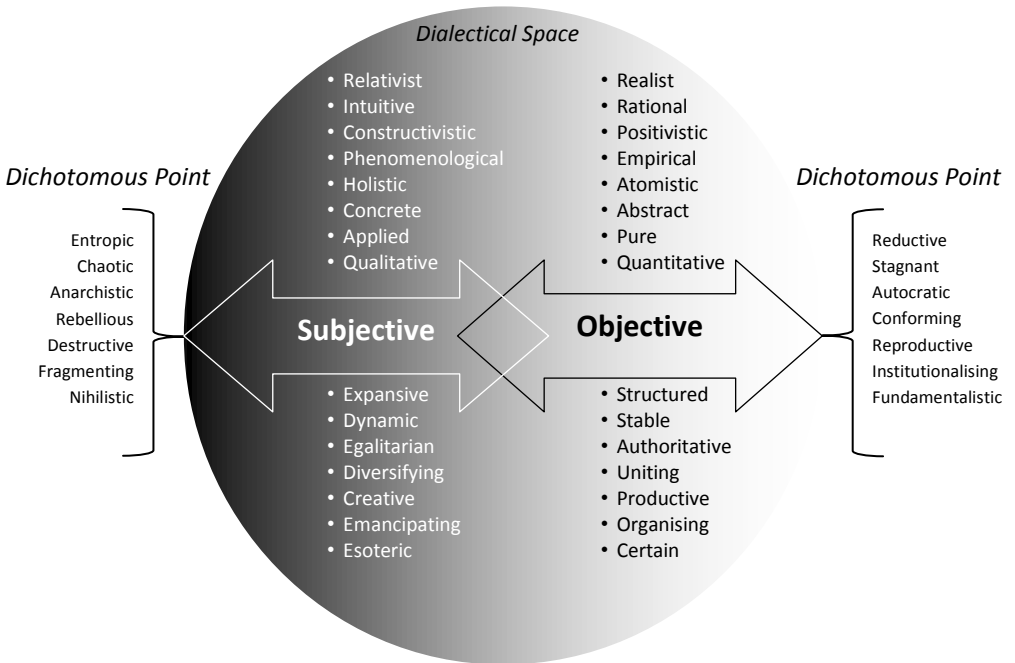 Dialectical Space
• Relativist
• Intuitive
• Constructivistic
• Phenomenological
• Holistic
• Concrete
• Applied
• Qualitative
• Realist
• Rational
• Positivistic
• Empirical
• Atomistic
• Abstract
• Pure
• Quantitative
Dichotomous Point
Entropic
Chaotic
Anarchistic
Rebellious
Destructive
Fragmenting
Nihilistic
Subjective
Objective
Dichotomous Point
Reductive
Stagnant
Autocratic
Conforming
Reproductive
Institutionalising
Fundamentalistic
• Expansive
• Dynamic
• Egalitarian
• Diversifying
• Creative
• Emancipating
• Esoteric
• Structured
• Stable
• Authoritative
• Uniting
• Productive
• Organising
• Certain